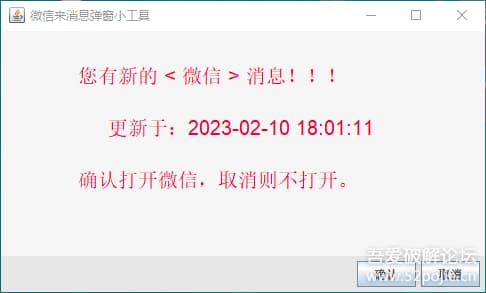 微信来消息弹窗小工具
您有新的 < 微信 > 消息！！！
更新于：2023-02-10 18:01:11
确认打开微信，取消则不打开。
吾爱破解论坛
确认 取消
www.52pojie.cn